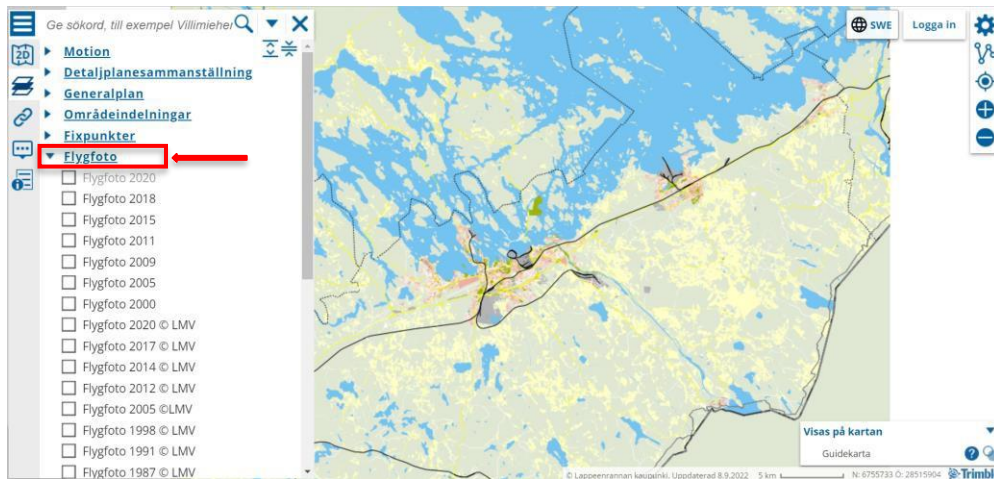 Ge sökord, till exempel Villimiehe
SWE
Logga in
2D
Motion
Detaljplanesammanställning
Generalplan
Områdeindelningar
Fixpunkter
Flygfoto
Flygfoto 2020
Flygfoto 2018
Flygfoto 2015
Flygfoto 2011
Flygfoto 2009
Flygfoto 2005
Flygfoto 2000
Flygfoto 2020 © LMV
Flygfoto 2017 © LMV
Flygfoto 2014 © LMV
Flygfoto 2012 © LMV
Flygfoto 2005 ©LMV
Flygfoto 1998 © LMV
Flygfoto 1991 © LMV
Flygfoto 1987 © LMV
Visas på kartan
Guidekarta
© Lappeenrannan kaupunki. Uppdaterad 8.9.2022 5 km N: 6755733 Ö: 28515904 Trimbl